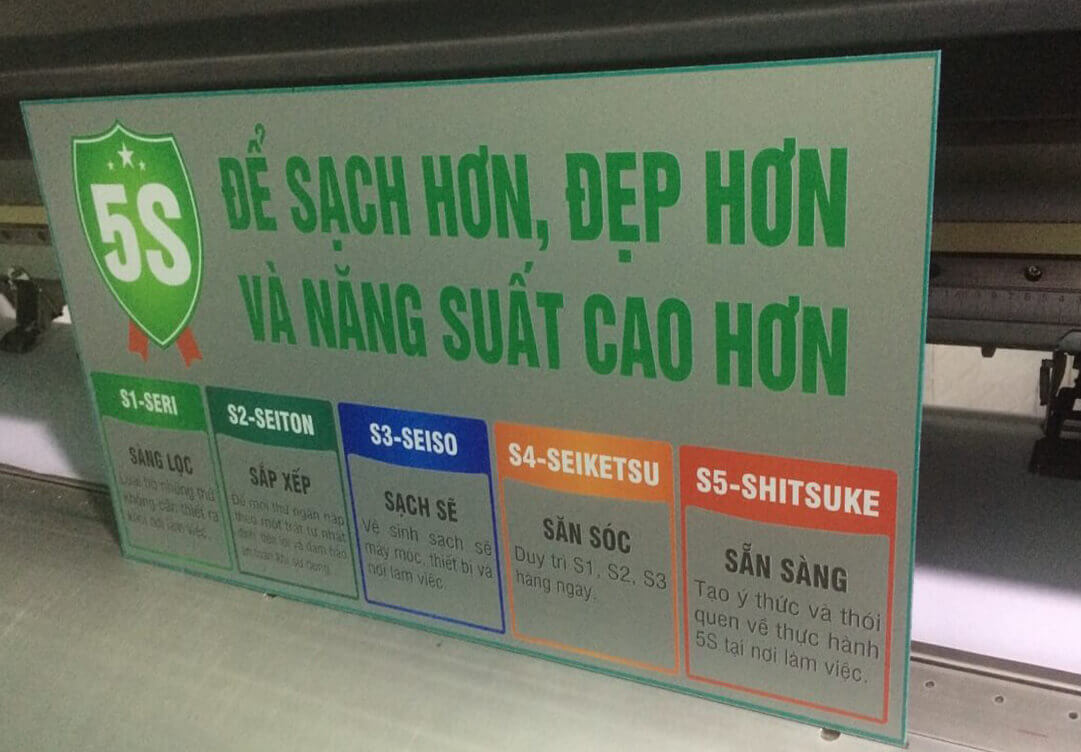 5S
ĐỂ SẠCH HƠN, ĐẸP HƠN
VÀ NĂNG SUẤT CAO HƠN
S1-SERI
SÀNG LỌC
Loại bỏ những thứ
không cần thiết ra
khỏi nơi làm việc.
S2-SEITON
SẮP XẾP
Để mọi thứ ngăn nắp
theo một trật tự nhất
định, tiện lợi và đảm bảo
an toàn khi sử dụng.
S3-SEISO
SẠCH SẼ
Vệ sinh sạch sẽ
máy móc, thiết bị và
nơi làm việc.
S4-SEIKETSU
SĂN SÓC
Duy trì S1, S2, S3
hàng ngày.
S5-SHITSUKE
SẴN SÀNG
Tạo ý thức và thói
quen về thực hành
5S tại nơi làm việc.